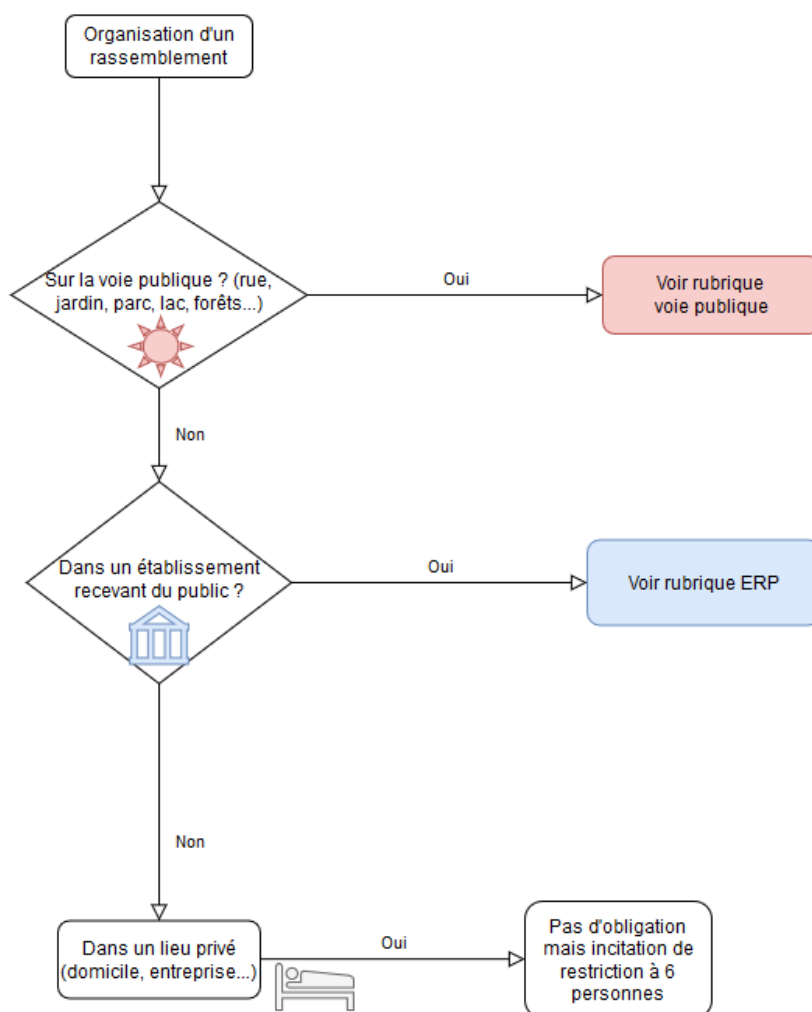 Organisation d'un
rassemblement
Sur la voie publique ? (rue,
jardin, parc, lac, forêts...)
Oui
Voir rubrique
voie publique
Non
Dans un établissement
recevant du public ?
Oui
Voir rubrique ERP
Non
Dans un lieu privé
(domicile, entreprise...)
Oui
Pas d'obligation
mais incitation de
restriction à 6
personnes